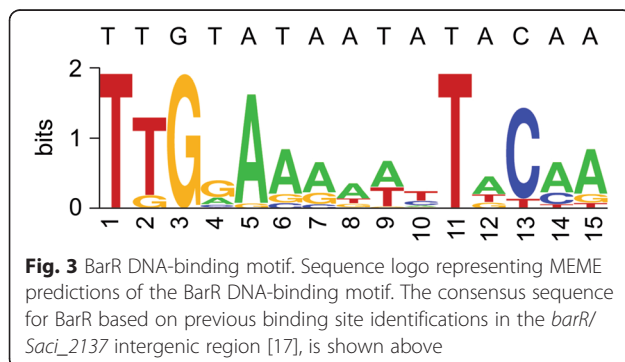 T T G T A T A A T A T A C A A
2
bits
1
0
1 2 3 4 5 6 7 8 9 10 11 12 13 14 15
Fig. 3 BarR DNA-binding motif. Sequence logo representing MEME
predictions of the BarR DNA-binding motif. The consensus sequence
for BarR based on previous binding site identifications in the barR/
Saci_2137 intergenic region [17], is shown above